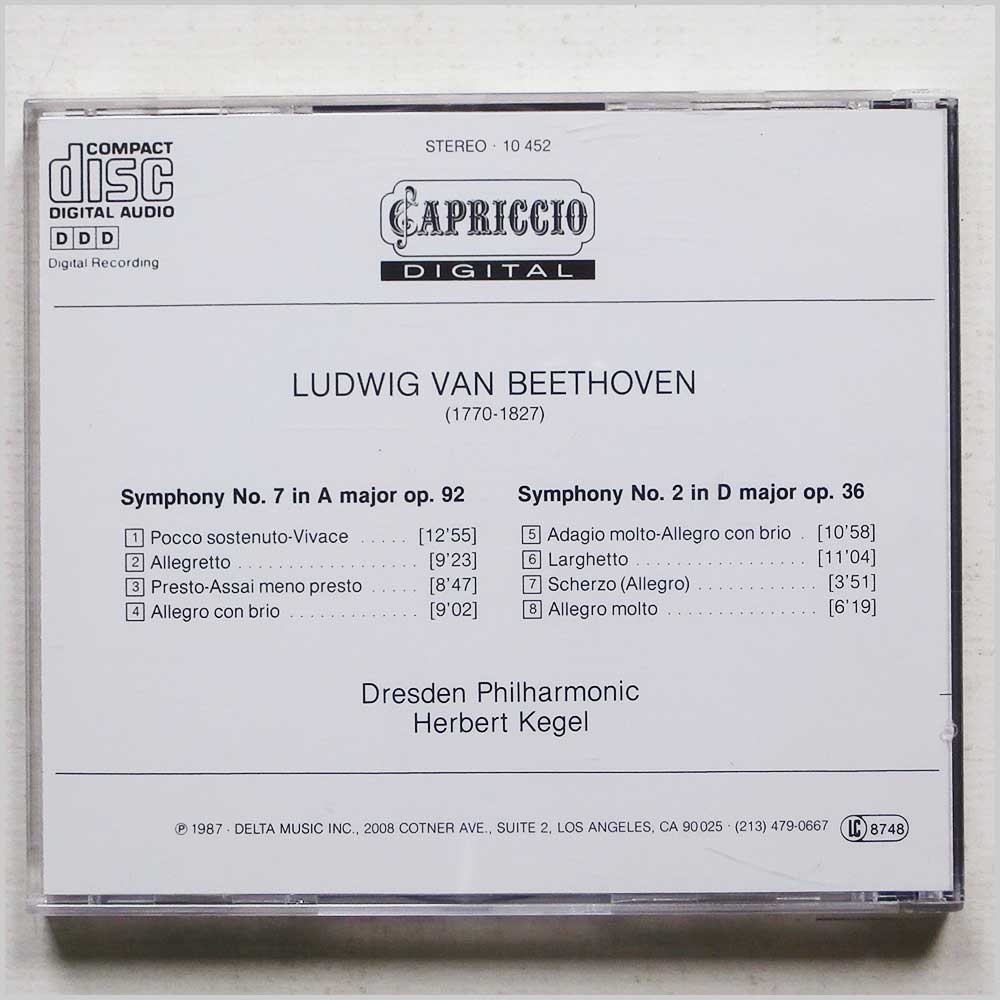 COMPACT
disc
DIGITAL AUDIO
D D D
Digital Recording
STEREO · 10 452
CAPRICCIO
DIGITAL
LUDWIG VAN BEETHOVEN
(1770-1827)
Symphony No. 7 in A major op. 92
1 Pocco sostenuto-Vivace ..... [12'55]
2 Allegretto .................. [9'23]
3 Presto-Assai meno presto ..... [8'47]
4 Allegro con brio ............ [9'02]
Symphony No. 2 in D major op. 36
5 Adagio molto-Allegro con brio . [10'58]
6 Larghetto .................. [11'04]
7 Scherzo (Allegro) ............ [3'51]
8 Allegro molto ............... [6'19]
Dresden Philharmonic
Herbert Kegel
℗ 1987 · DELTA MUSIC INC., 2008 COTNER AVE., SUITE 2, LOS ANGELES, CA 90025 · (213) 479-0667 LC 8748